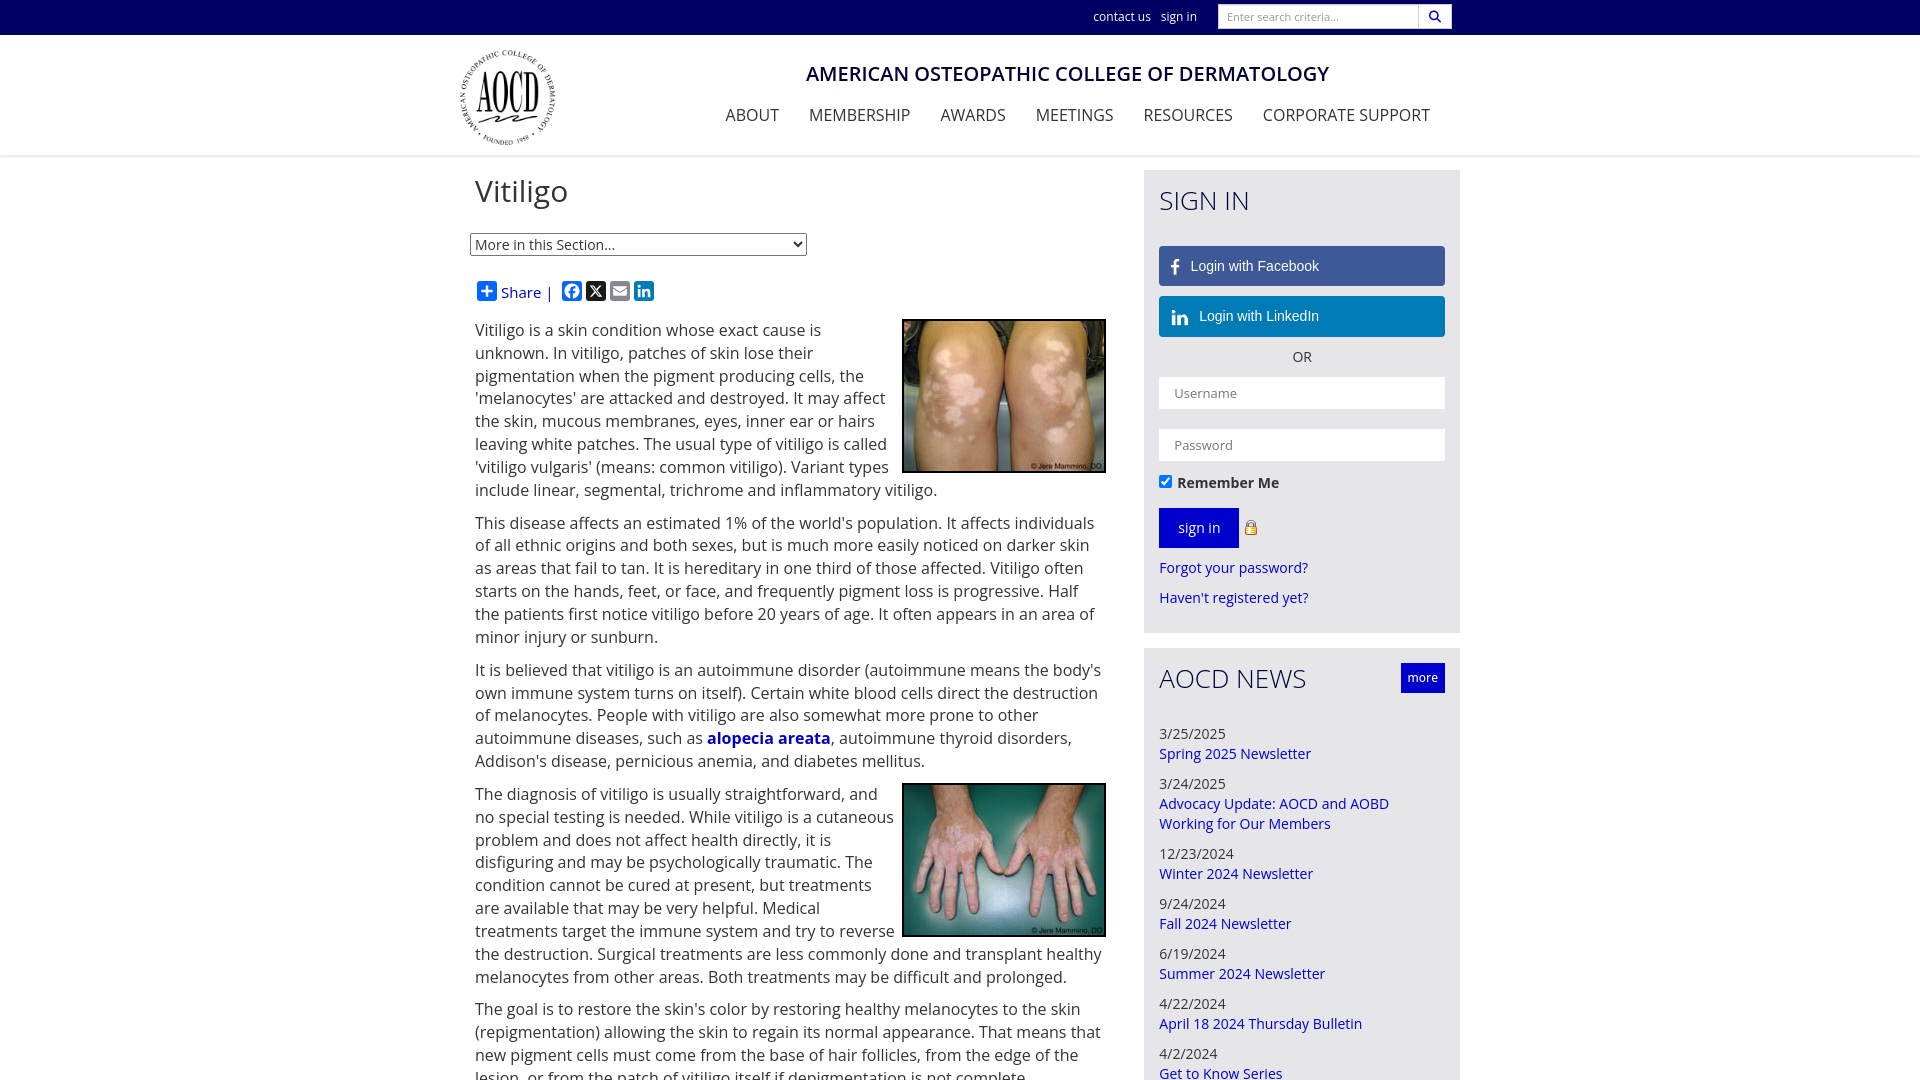 contact us sign in Enter search criteria...
AMERICAN OSTEOPATHIC COLLEGE OF DERMATOLOGY
AOCD
FOUNDED 1958
AMERICAN OSTEOPATHIC COLLEGE OF DERMATOLOGY
ABOUT MEMBERSHIP AWARDS MEETINGS RESOURCES CORPORATE SUPPORT
Vitiligo
More in this Section...
Share |
Vitiligo is a skin condition whose exact cause is
unknown. In vitiligo, patches of skin lose their
pigmentation when the pigment producing cells, the
'melanocytes' are attacked and destroyed. It may affect
the skin, mucous membranes, eyes, inner ear or hairs
leaving white patches. The usual type of vitiligo is called
'vitiligo vulgaris' (means: common vitiligo). Variant types
include linear, segmental, trichrome and inflammatory vitiligo.
© Jere Mammino, DO
This disease affects an estimated 1% of the world's population. It affects individuals
of all ethnic origins and both sexes, but is much more easily noticed on darker skin
as areas that fail to tan. It is hereditary in one third of those affected. Vitiligo often
starts on the hands, feet, or face, and frequently pigment loss is progressive. Half
the patients first notice vitiligo before 20 years of age. It often appears in an area of
minor injury or sunburn.
It is believed that vitiligo is an autoimmune disorder (autoimmune means the body's
own immune system turns on itself). Certain white blood cells direct the destruction
of melanocytes. People with vitiligo are also somewhat more prone to other
autoimmune diseases, such as alopecia areata, autoimmune thyroid disorders,
Addison's disease, pernicious anemia, and diabetes mellitus.
The diagnosis of vitiligo is usually straightforward, and
no special testing is needed. While vitiligo is a cutaneous
problem and does not affect health directly, it is
disfiguring and may be psychologically traumatic. The
condition cannot be cured at present, but treatments
are available that may be very helpful. Medical
treatments target the immune system and try to reverse
the destruction. Surgical treatments are less commonly done and transplant healthy
melanocytes from other areas. Both treatments may be difficult and prolonged.
© Jere Mammino, DO
The goal is to restore the skin's color by restoring healthy melanocytes to the skin
(repigmentation) allowing the skin to regain its normal appearance. That means that
new pigment cells must come from the base of hair follicles, from the edge of the
lesion, or from the patch of vitiligo itself if depigmentation is not complete.
SIGN IN
Login with Facebook
Login with LinkedIn
OR
Username
Password
Remember Me
sign in
Forgot your password?
Haven't registered yet?
AOCD NEWS more
3/25/2025
Spring 2025 Newsletter
3/24/2025
Advocacy Update: AOCD and AOBD
Working for Our Members
12/23/2024
Winter 2024 Newsletter
9/24/2024
Fall 2024 Newsletter
6/19/2024
Summer 2024 Newsletter
4/22/2024
April 18 2024 Thursday Bulletin
4/2/2024
Get to Know Series